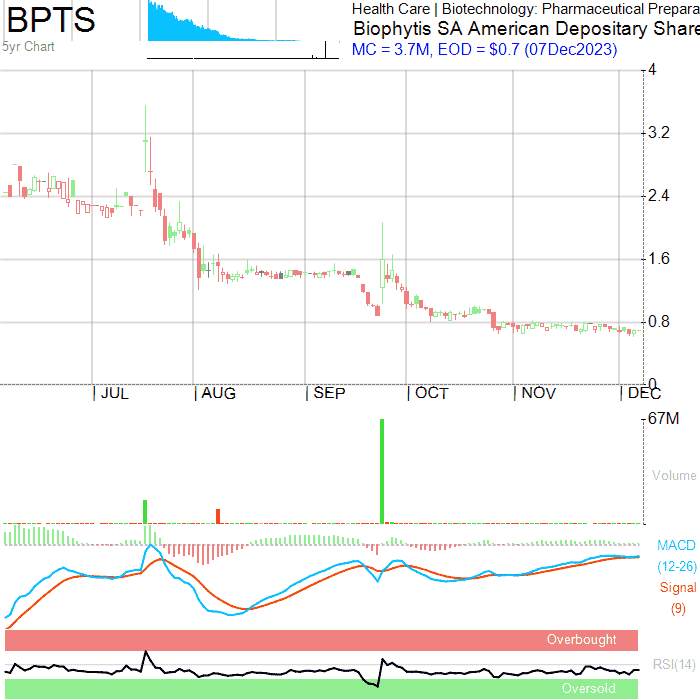 BPTS
5yr Chart
Health Care | Biotechnology: Pharmaceutical Prepara
Biophytis SA American Depositary Share
MC = 3.7M, EOD = $0.7 (07Dec2023)
4
3.2
2.4
1.6
0.8
0
JUL AUG SEP OCT NOV DEC
67M
Volume
MACD
(12-26)
Signal
(9)
Overbought
RSI(14)
Oversold